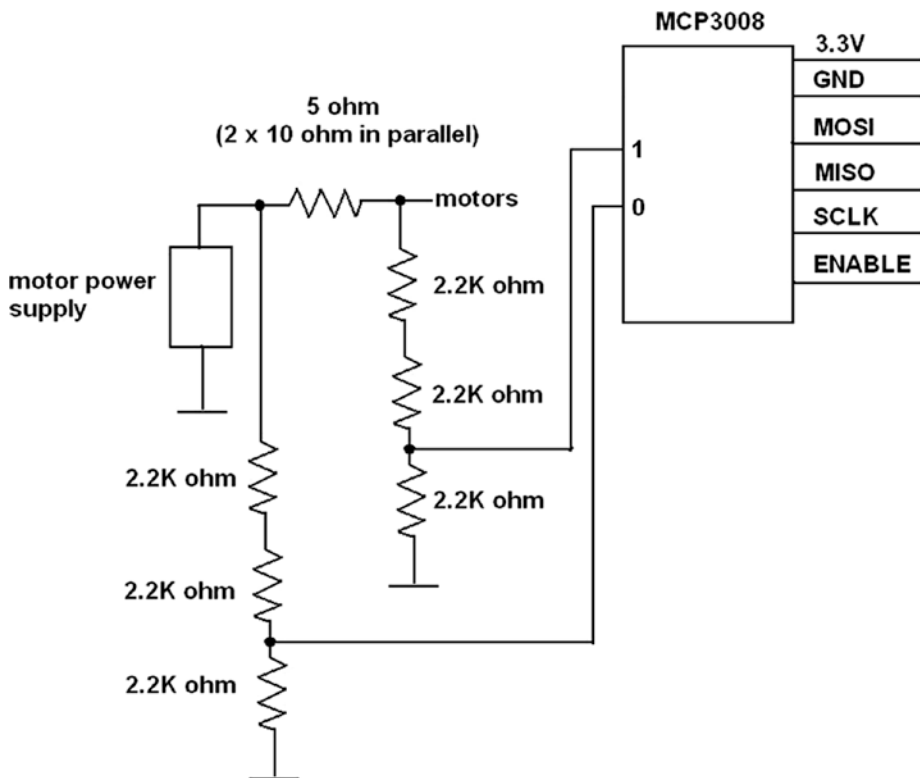 MCP3008
3.3V
GND
MOSI
MISO
SCLK
ENABLE
1
0
5 ohm
(2 x 10 ohm in parallel)
motors
motor power
supply
2.2K ohm
2.2K ohm
2.2K ohm
2.2K ohm
2.2K ohm
2.2K ohm